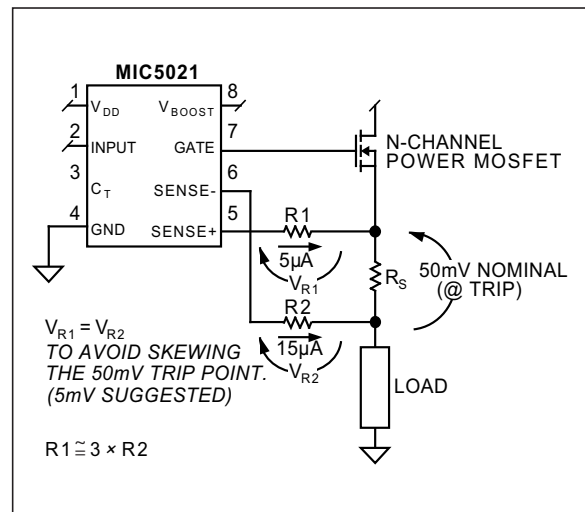 MIC5021
1
V_DD
V_BOOST
8
2
INPUT
GATE
7
3
C_T
SENSE-
6
4
GND
SENSE+
5
N-CHANNEL
POWER MOSFET
R1
5µA
V_R1
R_S
50mV NOMINAL
(@ TRIP)
R2
15µA
V_R2
LOAD
V_R1 = V_R2
TO AVOID SKEWING
THE 50mV TRIP POINT.
(5mV SUGGESTED)
R1 ≅ 3 × R2